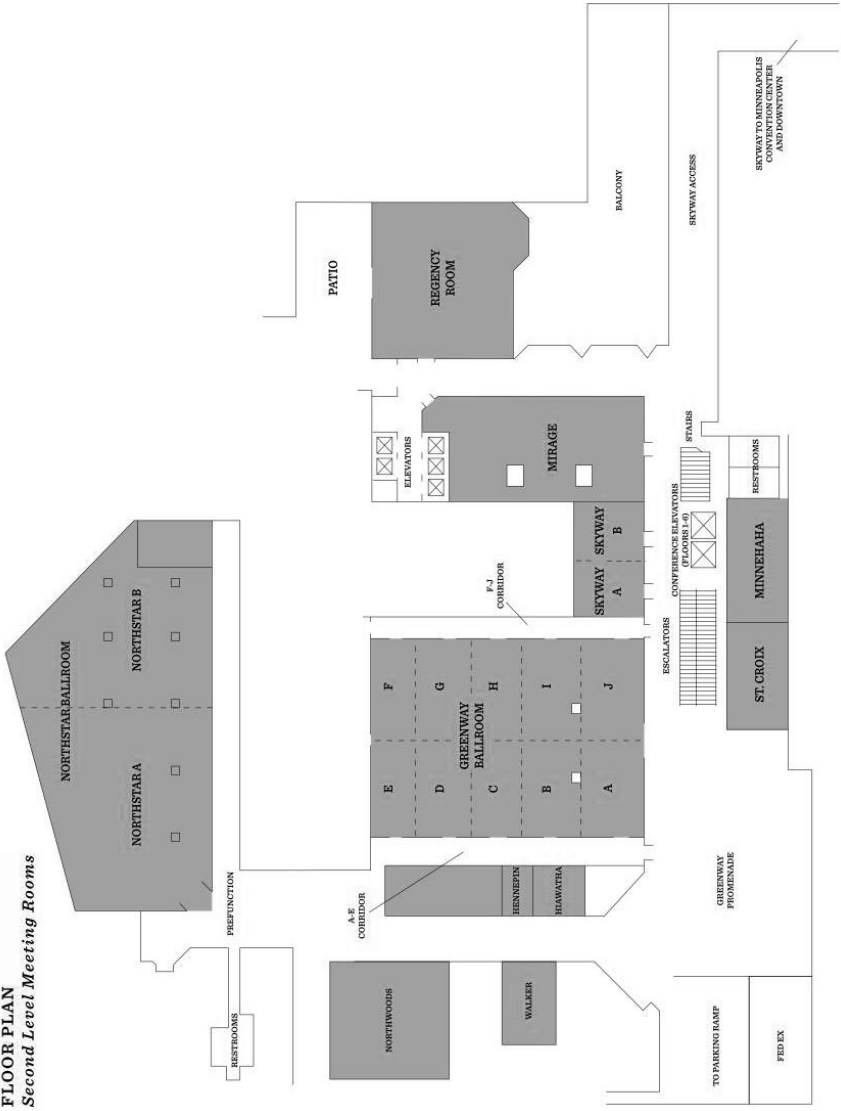 FLOOR PLAN
Second Level Meeting Rooms
NORTHSTAR BALLROOM
NORTHSTAR A
NORTHSTAR B
PREFUNCTION
RESTROOMS
PATIO
REGENCY
ROOM
BALCONY
SKYWAY ACCESS
SKYWAY TO MINNEAPOLIS
CONVENTION CENTER
AND DOWNTOWN
ELEVATORS
MIRAGE
F-J
CORRIDOR
SKYWAY
A
SKYWAY
B
GREENWAY
BALLROOM
E
F
D
G
C
H
B
I
A
J
A-E
CORRIDOR
HENNEPIN
HIAWATHA
NORTHWOODS
WALKER
ESCALATORS
CONFERENCE ELEVATORS
(FLOORS 1-6)
STAIRS
RESTROOMS
ST. CROIX
MINNEHAHA
GREENWAY
PROMENADE
TO PARKING RAMP
FED EX